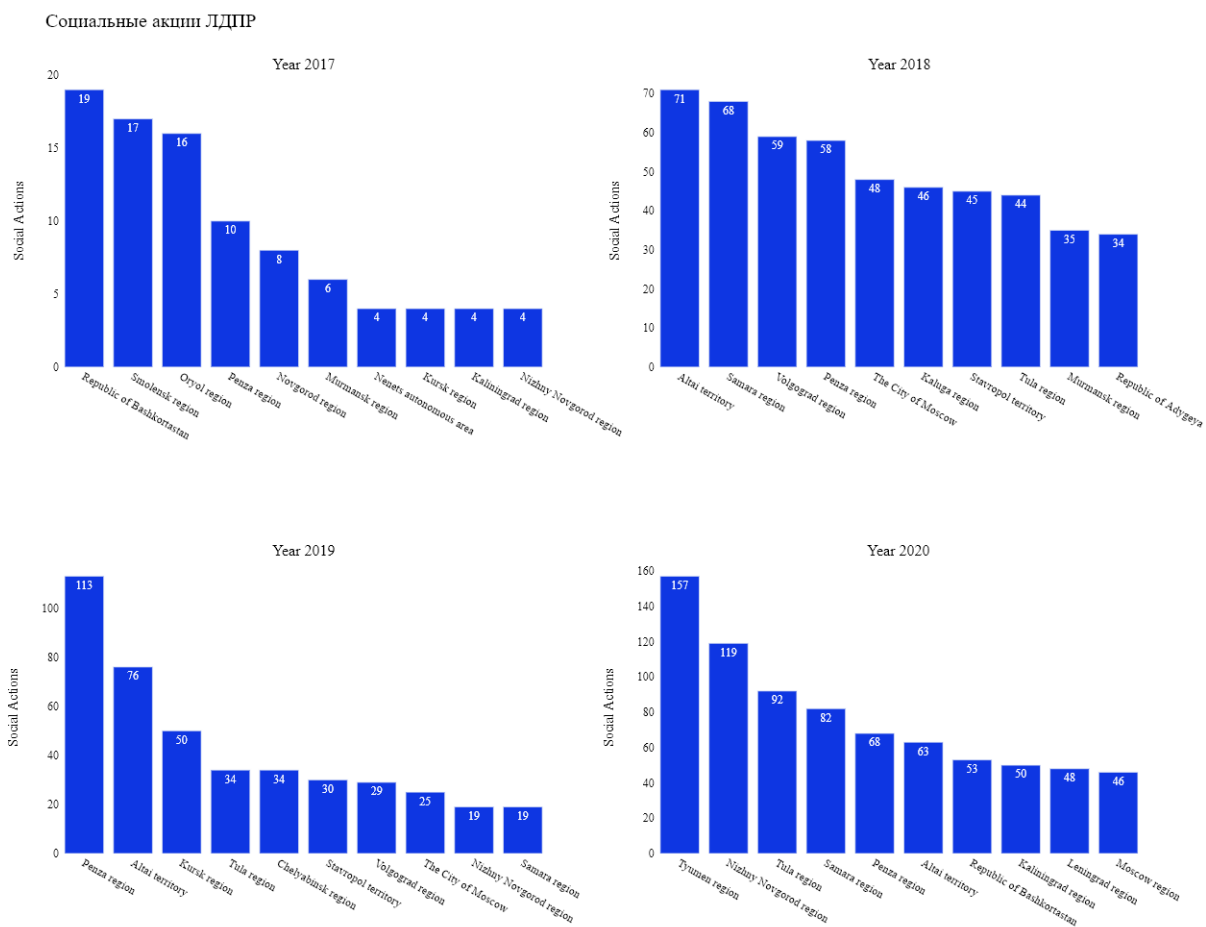 Социальные акции ЛДПР
Year 2017
Social Actions
20
15
10
5
0
19
17
16
10
8
6
4
4
4
4
Republic of Bashkortastan
Smolensk region
Oryol region
Penza region
Novgorod region
Murmansk region
Nenets autonomous area
Kursk region
Kaliningrad region
Nizhny Novgorod region
Year 2018
Social Actions
70
60
50
40
30
20
10
0
71
68
59
58
48
46
45
44
35
34
Altai territory
Samara region
Volgograd region
Penza region
The City of Moscow
Kaluga region
Stavropol territory
Tula region
Murmansk region
Republic of Adygeya
Year 2019
Social Actions
100
80
60
40
20
0
113
76
50
34
34
30
29
25
19
19
Penza region
Altai territory
Kursk region
Tula region
Chelyabinsk region
Stavropol territory
Volgograd region
The City of Moscow
Nizhny Novgorod region
Samara region
Year 2020
Social Actions
160
140
120
100
80
60
40
20
0
157
119
92
82
68
63
53
50
48
46
Tyumen region
Nizhny Novgorod region
Tula region
Samara region
Penza region
Altai territory
Republic of Bashkortastan
Kaliningrad region
Leningrad region
Moscow region